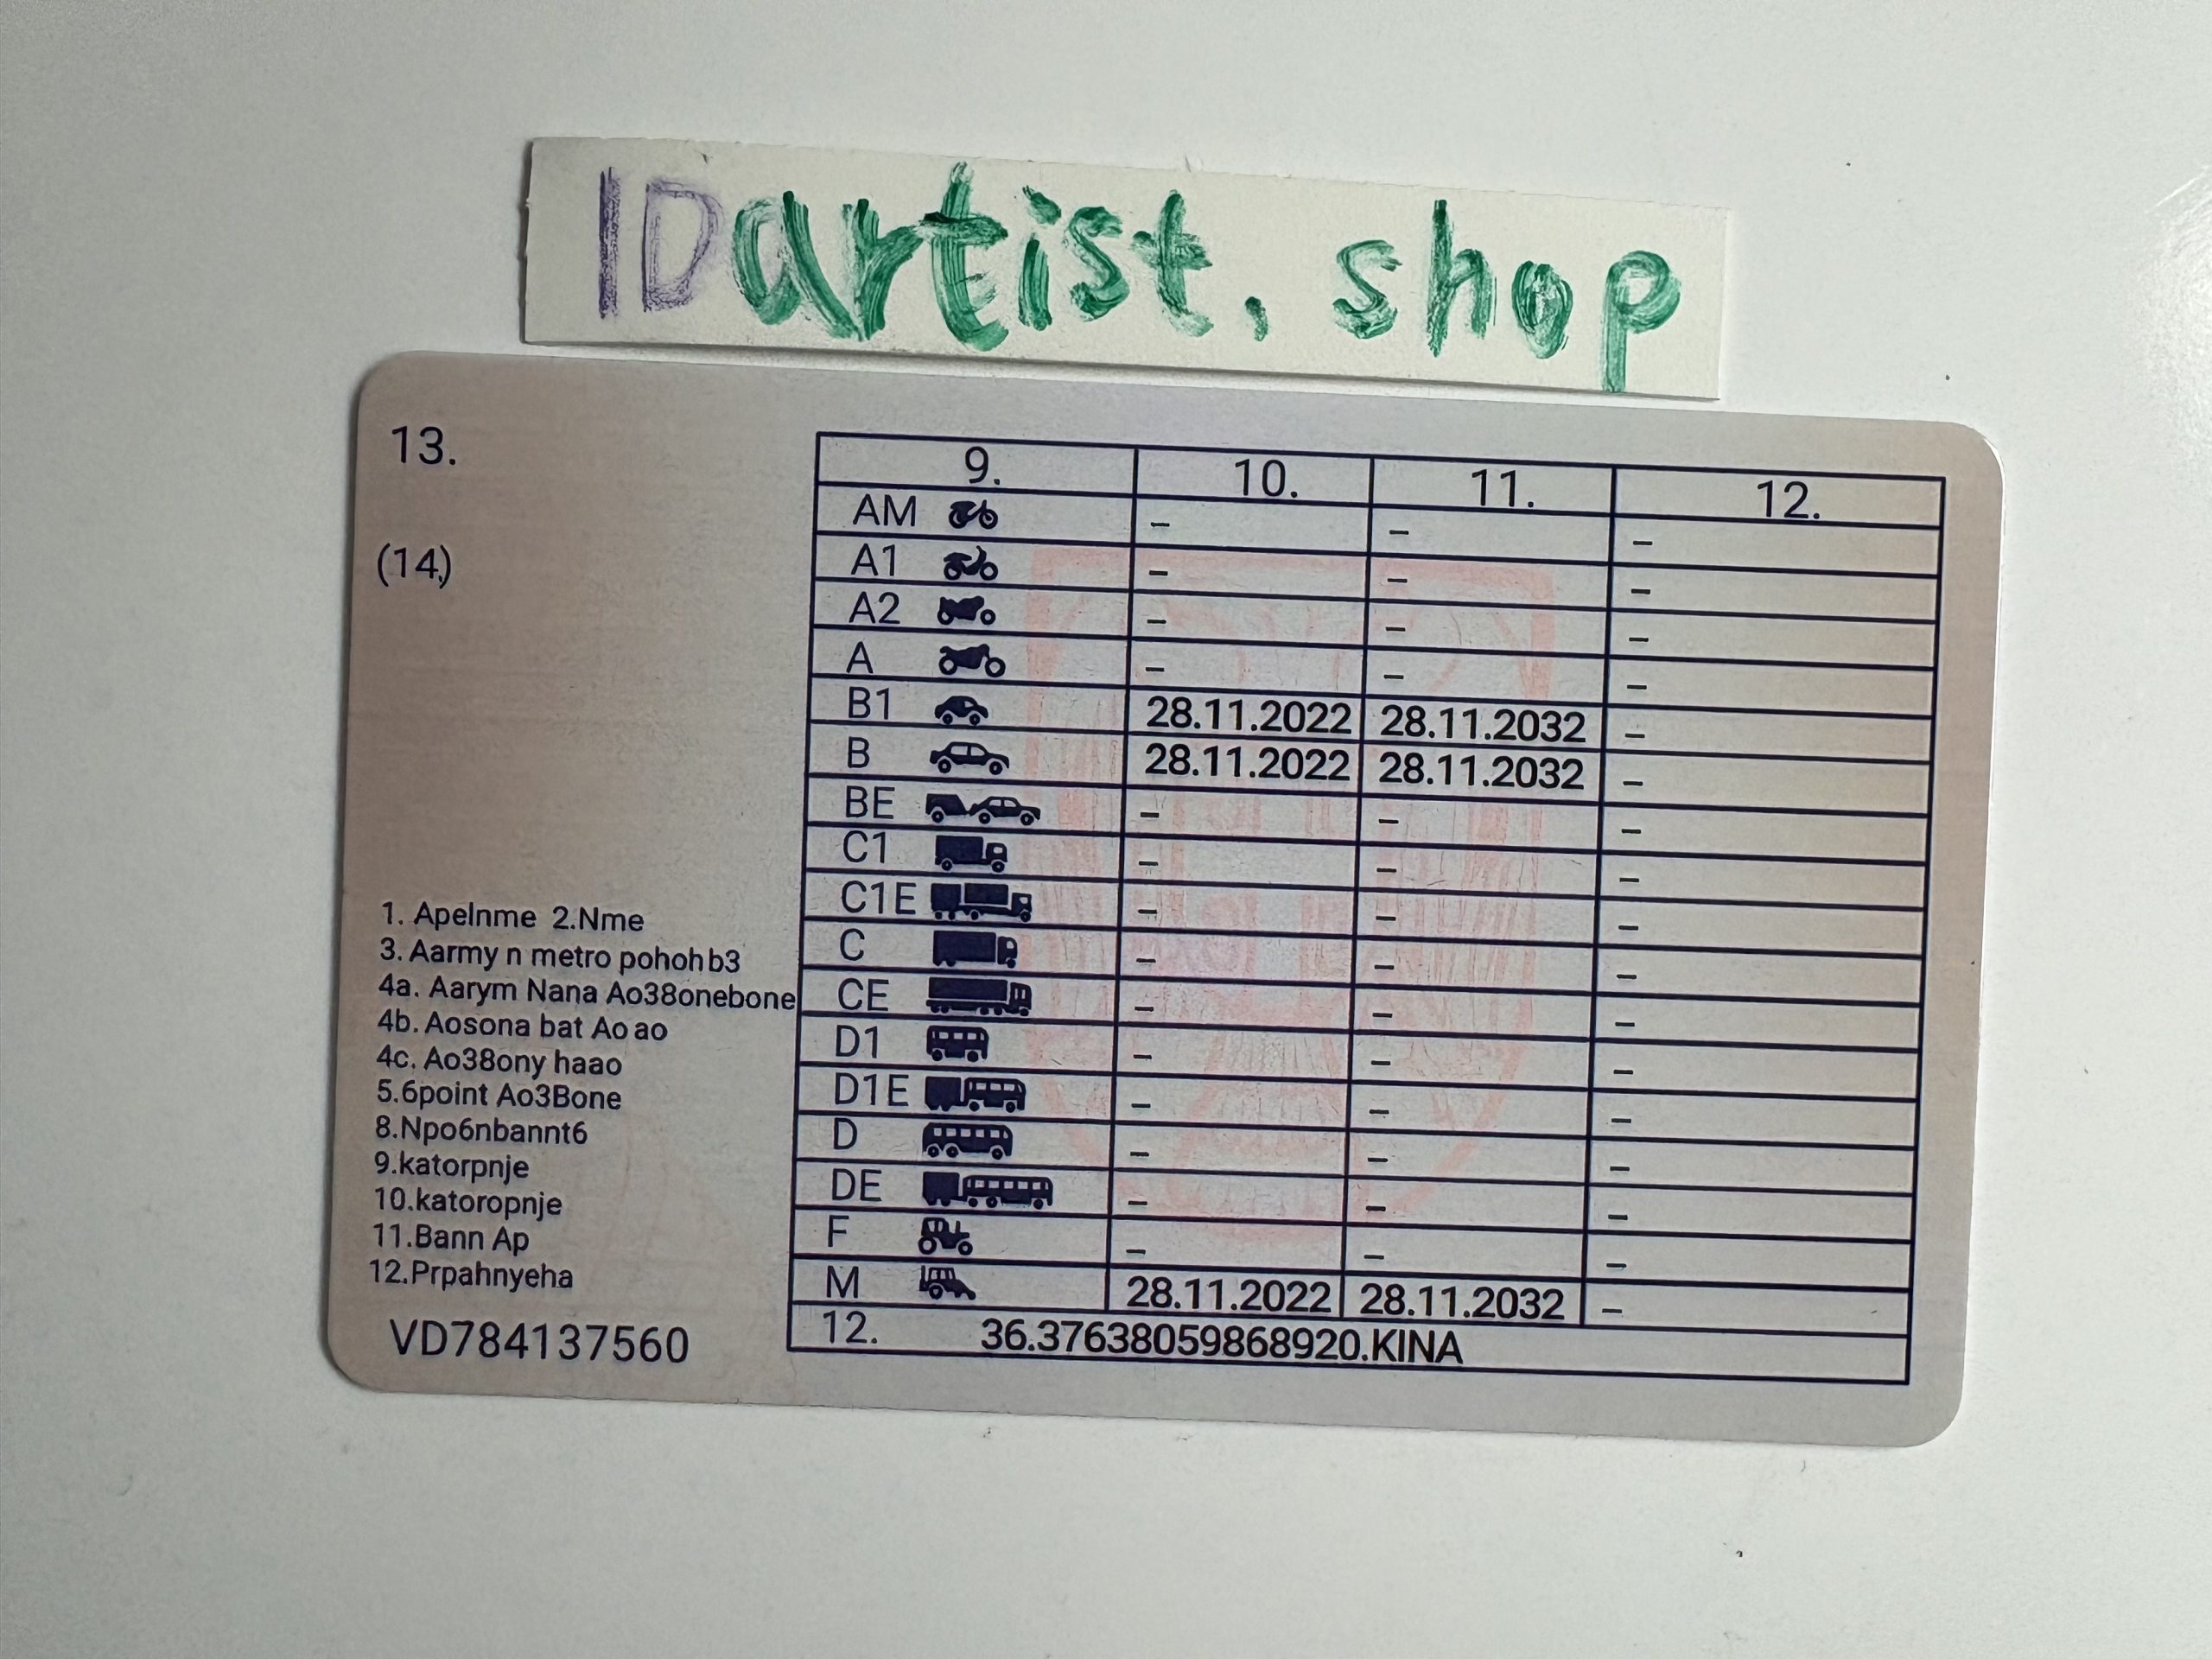 IDartist.shop
13.
(14)
9. 10. 11. 12.
AM - - -
A1 - - -
A2 - - -
A - - -
B1 28.11.2022 28.11.2032 -
B 28.11.2022 28.11.2032 -
BE - - -
C1 - - -
C1E - - -
C - - -
CE - - -
D1 - - -
D1E - - -
D - - -
DE - - -
F - - -
M 28.11.2022 28.11.2032 -
12. 36.37638059868920.KINA
1. Apelnme 2.Nme
3. Aarmy n metro pohohb3
4a. Aarym Nana Ao38onebone
4b. Aosona bat Ao ao
4c. Ao38ony haao
5.6point Ao3Bone
8.Npo6nbannt6
9.katorpnje
10.katoropnje
11.Bann Ap
12.Prpahnyeha
VD784137560